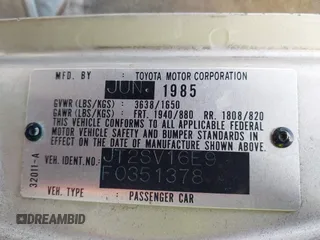 MFD. BY : TOYOTA MOTOR CORPORATION
JUN. 1985
GVWR (LBS/KGS) : 3638/1650
GAWR (LBS/KGS) : FRT. 1940/880 RR. 1808/820
THIS VEHICLE CONFORMS TO ALL APPLICABLE FEDERAL
MOTOR VEHICLE SAFETY AND BUMPER STANDARDS IN EFFECT
ON THE DATE OF MANUFACTURE SHOWN ABOVE.
VEHICLE IDENT. NO.: JT2SV16E9
F0351378
VEH. TYPE : PASSENGER CAR
32011-A
DREAMBID